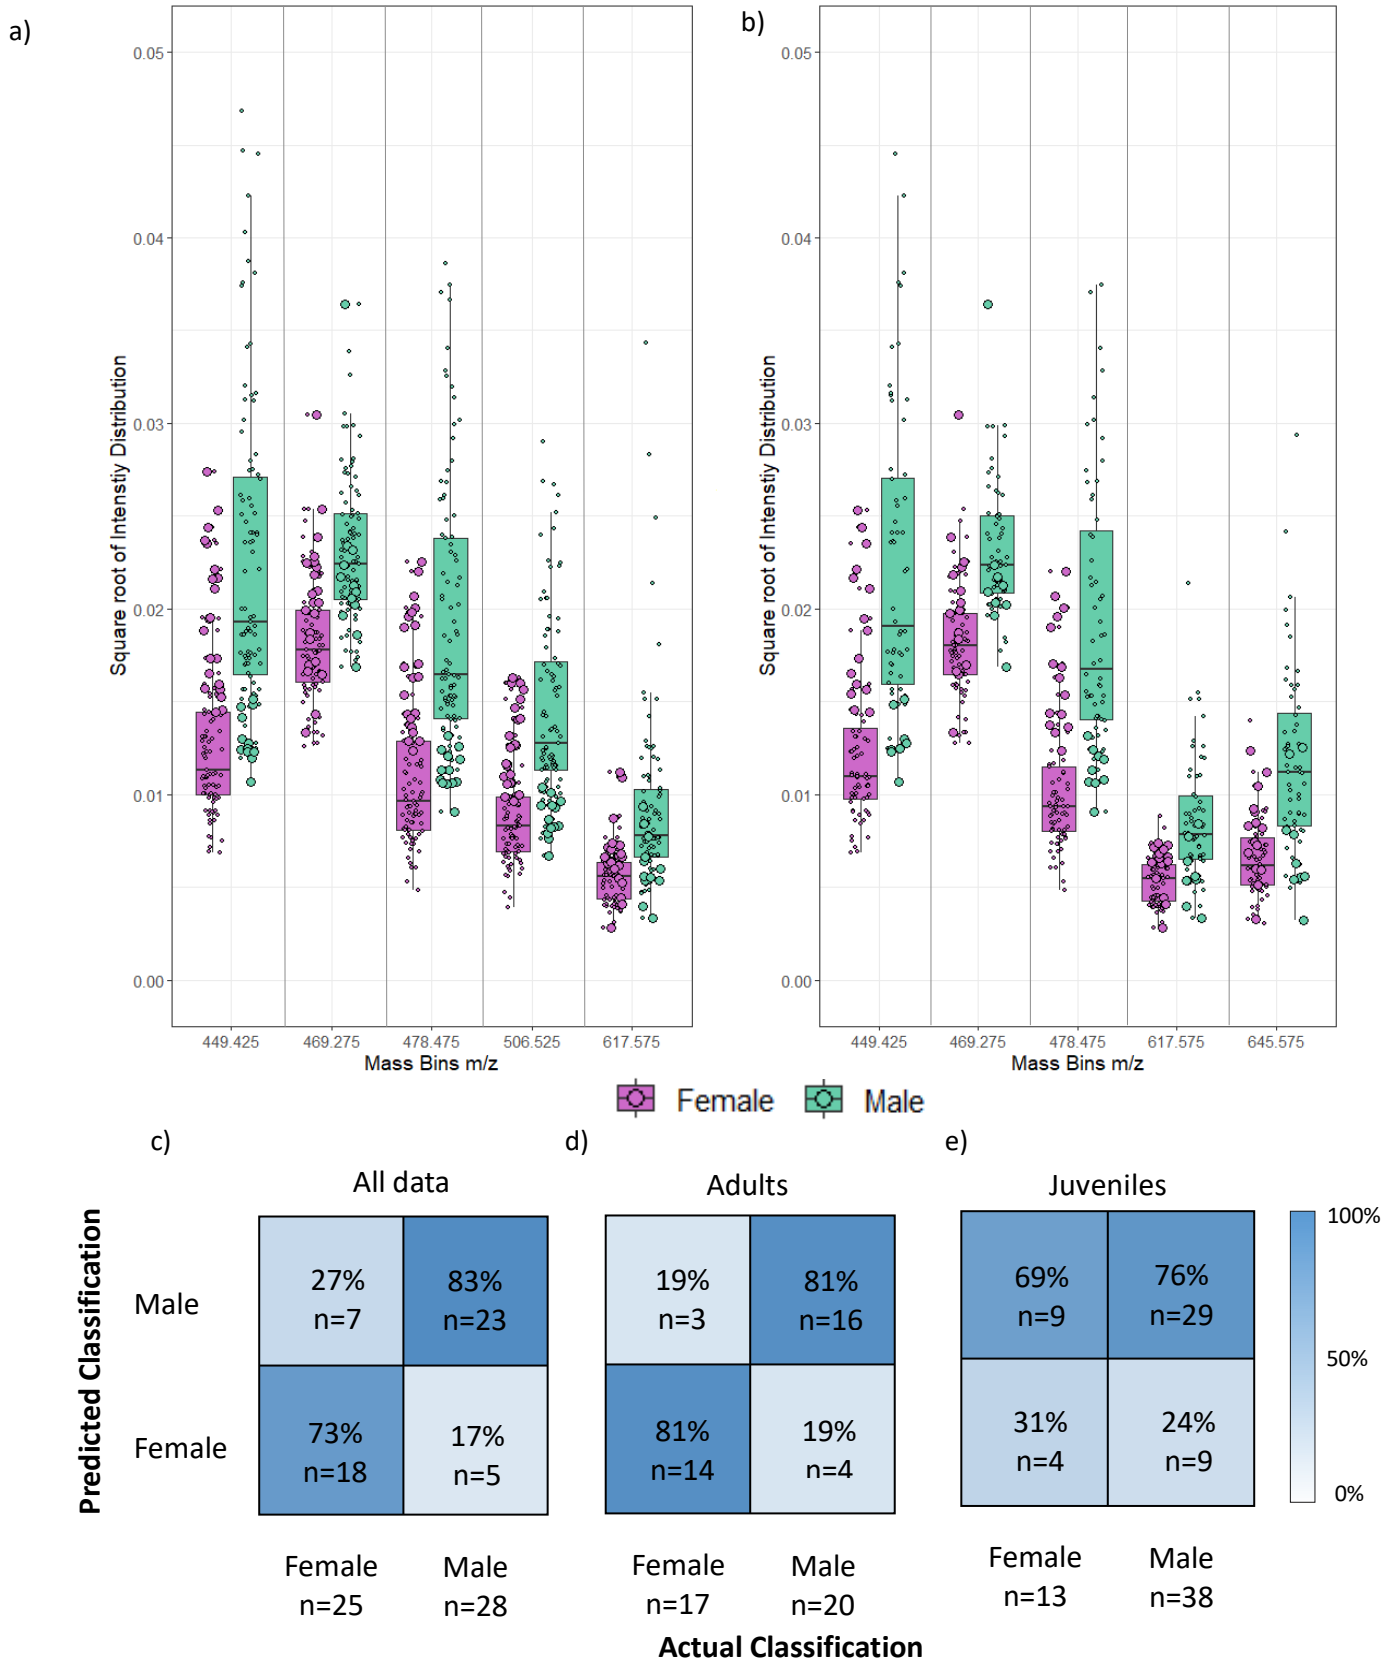 a)
b)
0.05
0.04
0.03
0.02
0.01
0.00
Square root of Intenstiy Distribution
449.425 469.275 478.475 506.525 617.575
Mass Bins m/z
0.05
0.04
0.03
0.02
0.01
0.00
Square root of Intenstiy Distribution
449.425 469.275 478.475 617.575 645.575
Mass Bins m/z
Female Male
c)
d)
e)
All data
Adults
Juveniles
Predicted Classification
Male
Female
27%
n=7
83%
n=23
73%
n=18
17%
n=5
19%
n=3
81%
n=16
81%
n=14
19%
n=4
69%
n=9
76%
n=29
31%
n=4
24%
n=9
100%
50%
0%
Female
n=25
Male
n=28
Female
n=17
Male
n=20
Female
n=13
Male
n=38
Actual Classification